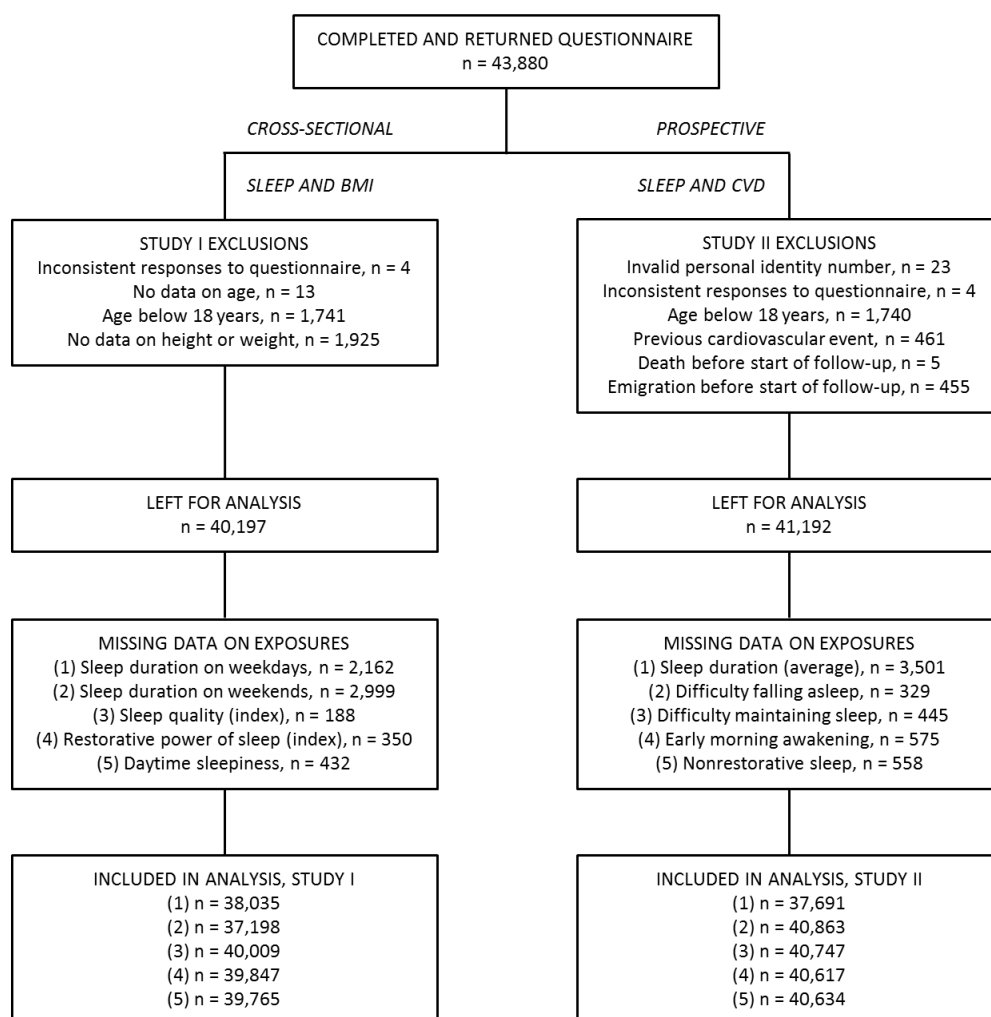 COMPLETED AND RETURNED QUESTIONNAIRE
n = 43,880
CROSS-SECTIONAL
PROSPECTIVE
SLEEP AND BMI
SLEEP AND CVD
STUDY I EXCLUSIONS
Inconsistent responses to questionnaire, n = 4
No data on age, n = 13
Age below 18 years, n = 1,741
No data on height or weight, n = 1,925
STUDY II EXCLUSIONS
Invalid personal identity number, n = 23
Inconsistent responses to questionnaire, n = 4
Age below 18 years, n = 1,740
Previous cardiovascular event, n = 461
Death before start of follow-up, n = 5
Emigration before start of follow-up, n = 455
LEFT FOR ANALYSIS
n = 40,197
LEFT FOR ANALYSIS
n = 41,192
MISSING DATA ON EXPOSURES
(1) Sleep duration on weekdays, n = 2,162
(2) Sleep duration on weekends, n = 2,999
(3) Sleep quality (index), n = 188
(4) Restorative power of sleep (index), n = 350
(5) Daytime sleepiness, n = 432
MISSING DATA ON EXPOSURES
(1) Sleep duration (average), n = 3,501
(2) Difficulty falling asleep, n = 329
(3) Difficulty maintaining sleep, n = 445
(4) Early morning awakening, n = 575
(5) Nonrestorative sleep, n = 558
INCLUDED IN ANALYSIS, STUDY I
(1) n = 38,035
(2) n = 37,198
(3) n = 40,009
(4) n = 39,847
(5) n = 39,765
INCLUDED IN ANALYSIS, STUDY II
(1) n = 37,691
(2) n = 40,863
(3) n = 40,747
(4) n = 40,617
(5) n = 40,634